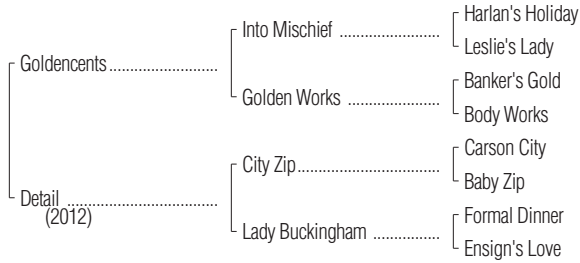 Harlan's Holiday
Into Mischief
Leslie's Lady
Goldencents
Banker's Gold
Golden Works
Body Works
Carson City
City Zip
Baby Zip
Detail
(2012)
Formal Dinner
Lady Buckingham
Ensign's Love